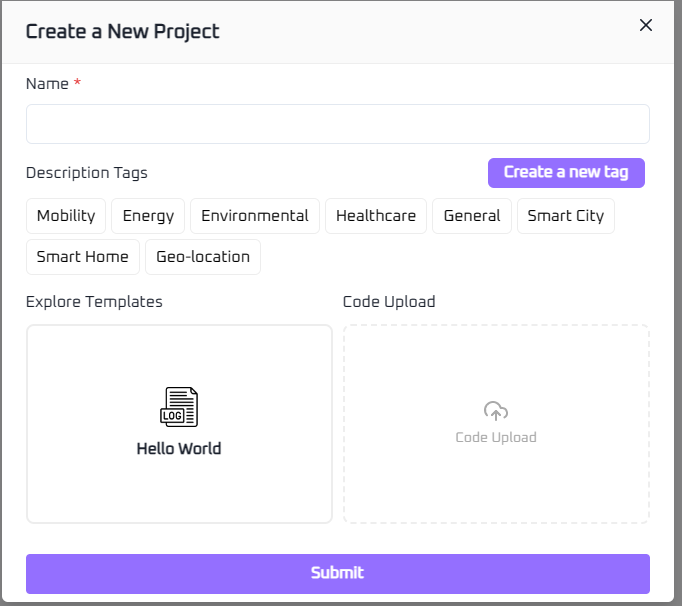 Create a New Project
Name *
Description Tags
Create a new tag
Mobility Energy Environmental Healthcare General Smart City
Smart Home Geo-location
Explore Templates Code Upload
LOG
Hello World
Code Upload
Submit